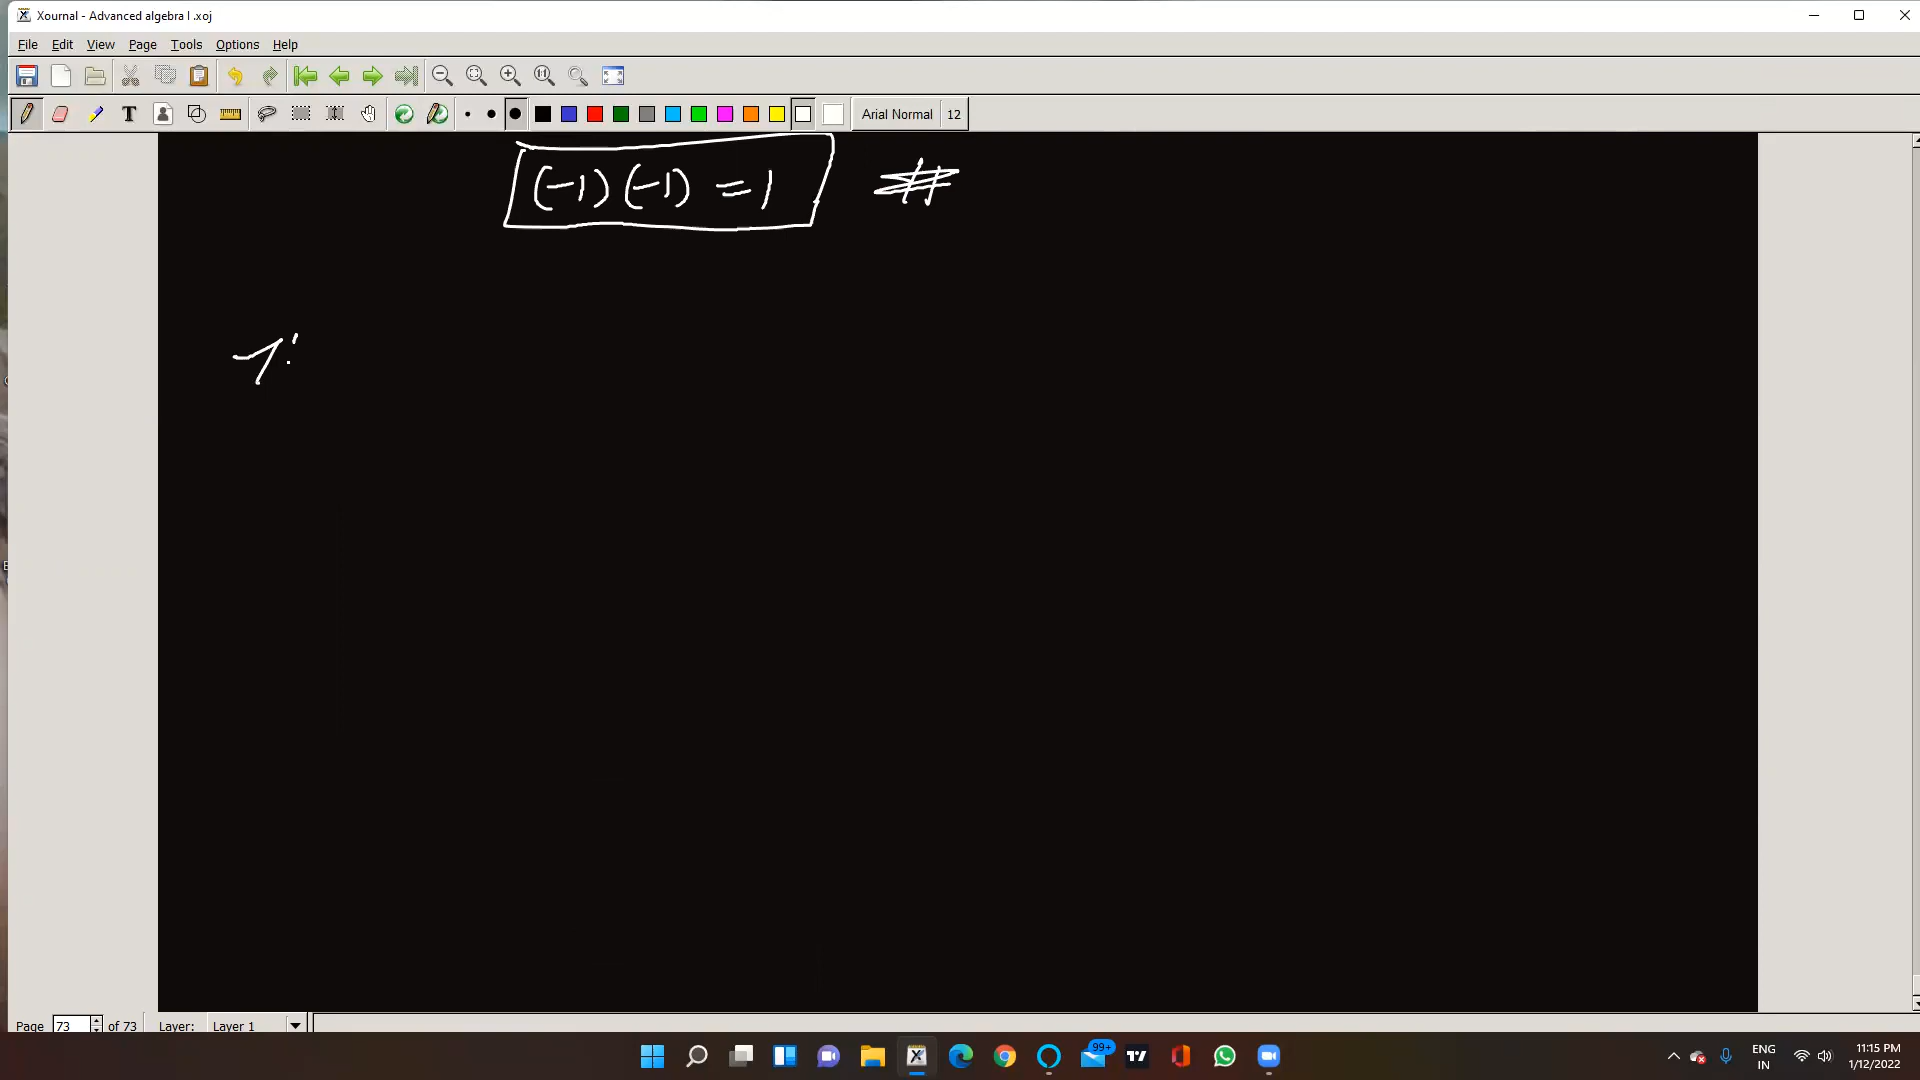 Xournal - Advanced algebra I .xoj
File Edit View Page Tools Options Help
T Arial Normal 12
(-1) (-1) = 1 #
Page 73 of 73 Layer: Layer 1
99+
ENG
IN
11:15 PM
1/12/2022